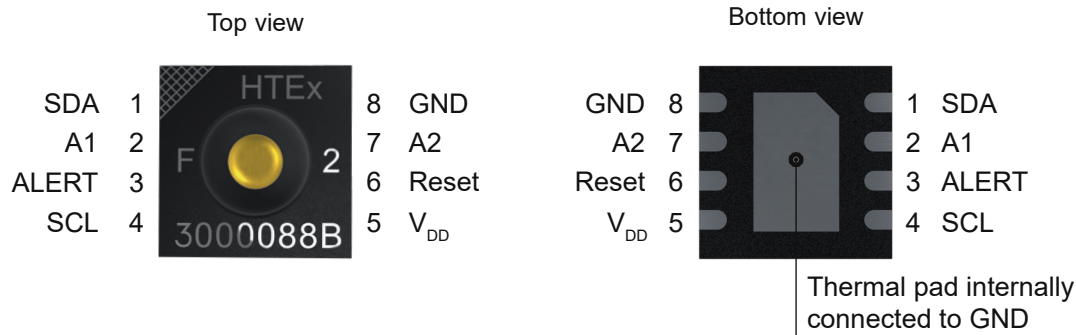 Top view
SDA 1
A1 2
ALERT 3
SCL 4
HTEx
F 2
3000088B
8 GND
7 A2
6 Reset
5 VDD
Bottom view
GND 8
A2 7
Reset 6
VDD 5
1 SDA
2 A1
3 ALERT
4 SCL
Thermal pad internally
connected to GND